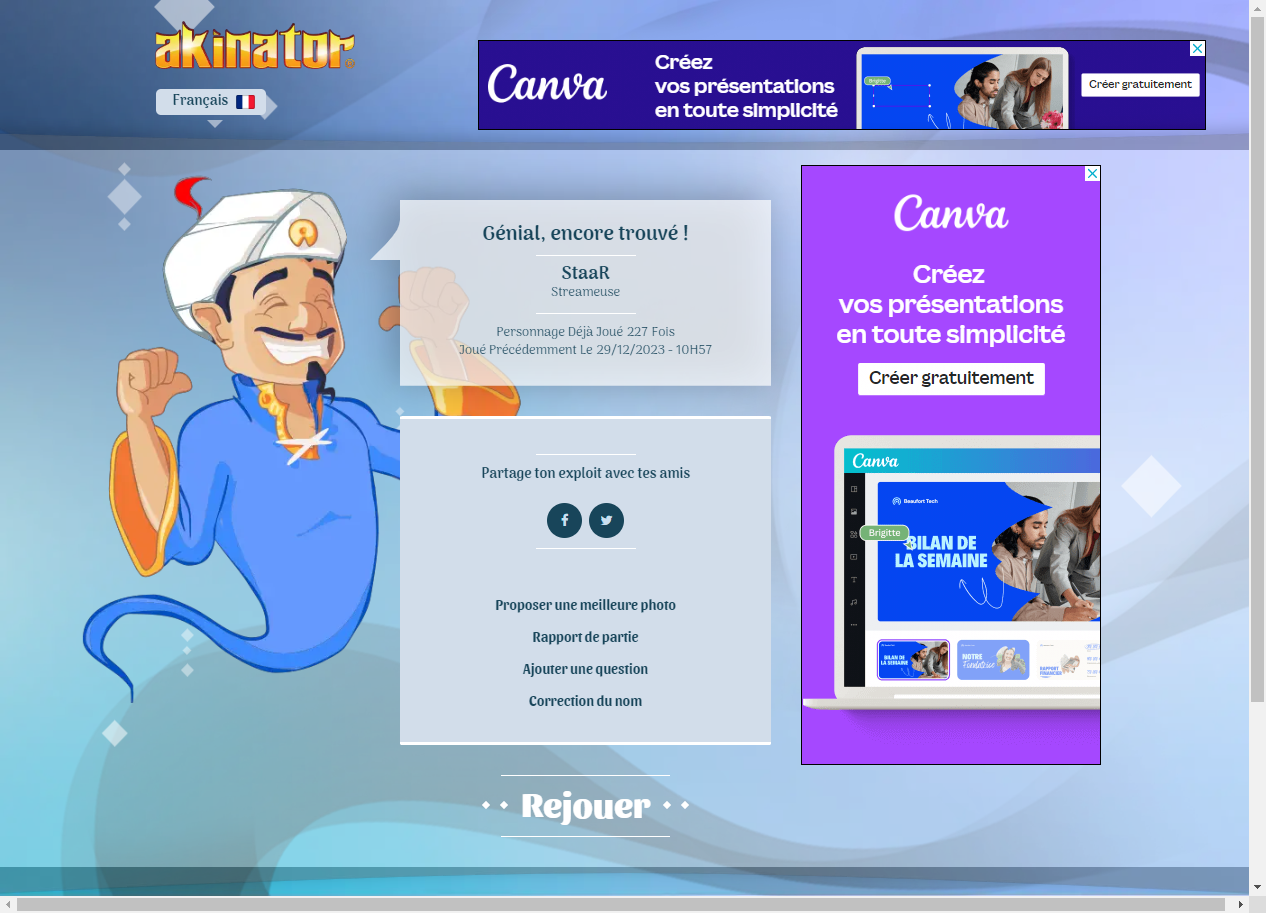 akinator
Français
Canva
Créez
vos présentations
en toute simplicité
Brigitte
Créer gratuitement
Génial, encore trouvé !
StaaR
Streameuse
Personnage Déjà Joué 227 Fois
Joué Précédemment Le 29/12/2023 - 10H57
Partage ton exploit avec tes amis
Proposer une meilleure photo
Rapport de partie
Ajouter une question
Correction du nom
Rejouer
Canva
Créez
vos présentations
en toute simplicité
Créer gratuitement
Canva
Beaufort Tech
Brigitte
BILAN DE
LA SEMAINE
BILAN DE
LA SEMAINE
NOTRE
Fondatrice
RAPPORT
FINANCIER